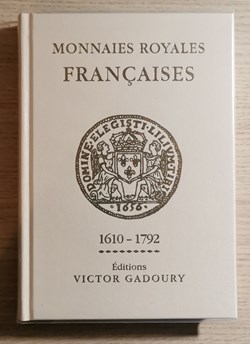 MONNAIES ROYALES
FRANÇAISES
DOMINE·ELEGISTI·LILIUM·TIBI
1656
1610 - 1792
Éditions
VICTOR GADOURY